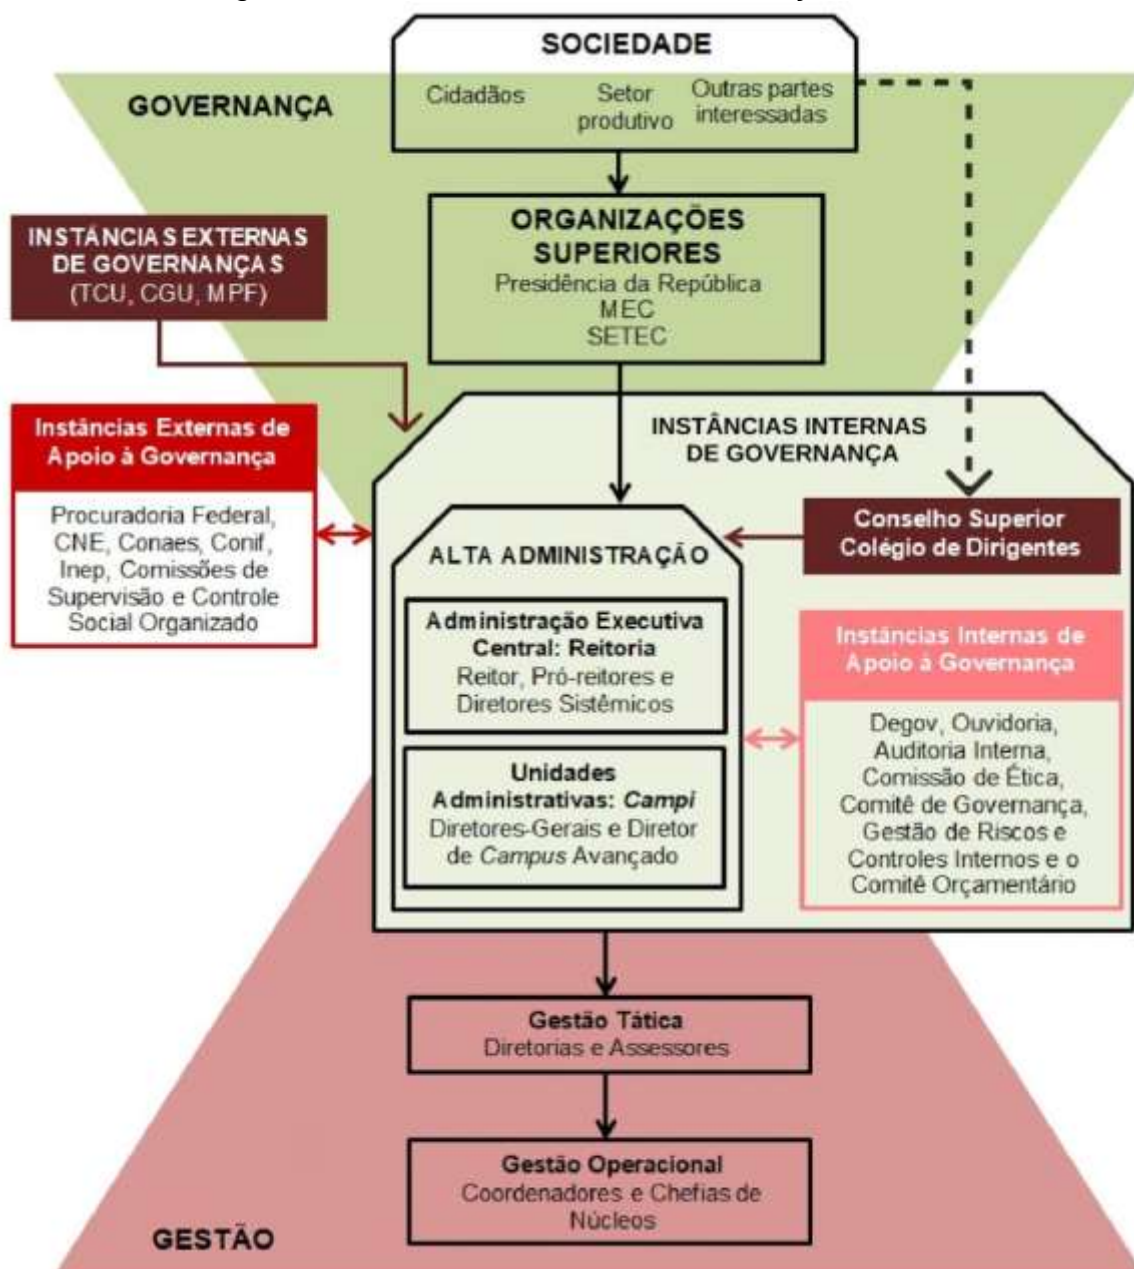 SOCIEDADE
Cidadãos
Setor
produtivo
Outras partes
interessadas
GOVERNANÇA
ORGANIZAÇÕES
SUPERIORES
Presidência da República
MEC
SETEC
INSTÂNCIAS EXTERNAS
DE GOVERNANÇAS
(TCU, CGU, MPF)
Instâncias Externas de
Apoio à Governança
Procuradoria Federal,
CNE, Conaes, Conif,
Inep, Comissões de
Supervisão e Controle
Social Organizado
INSTÂNCIAS INTERNAS
DE GOVERNANÇA
Conselho Superior
Colégio de Dirigentes
ALTA ADMINISTRAÇÃO
Administração Executiva
Central: Reitoria
Reitor, Pró-reitores e
Diretores Sistêmicos
Unidades
Administrativas: Campi
Diretores-Gerais e Diretor
de Campus Avançado
Instâncias Internas de
Apoio à Governança
Degov, Ouvidoria,
Auditoria Interna,
Comissão de Ética,
Comitê de Governança,
Gestão de Riscos e
Controles Internos e o
Comitê Orçamentário
Gestão Tática
Diretorias e Assessores
Gestão Operacional
Coordenadores e Chefias de
Núcleos
GESTÃO